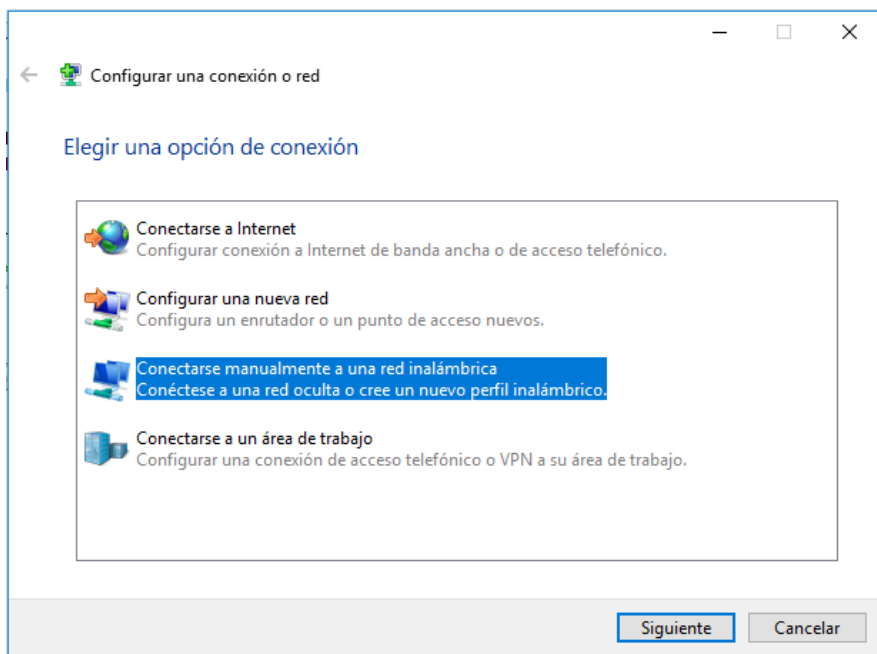 Configurar una conexión o red
Elegir una opción de conexión
Conectarse a Internet
Configurar conexión a Internet de banda ancha o de acceso telefónico.
Configurar una nueva red
Configura un enrutador o un punto de acceso nuevos.
Conectarse manualmente a una red inalámbrica
Conéctese a una red oculta o cree un nuevo perfil inalámbrico.
Conectarse a un área de trabajo
Configurar una conexión de acceso telefónico o VPN a su área de trabajo.
Siguiente
Cancelar